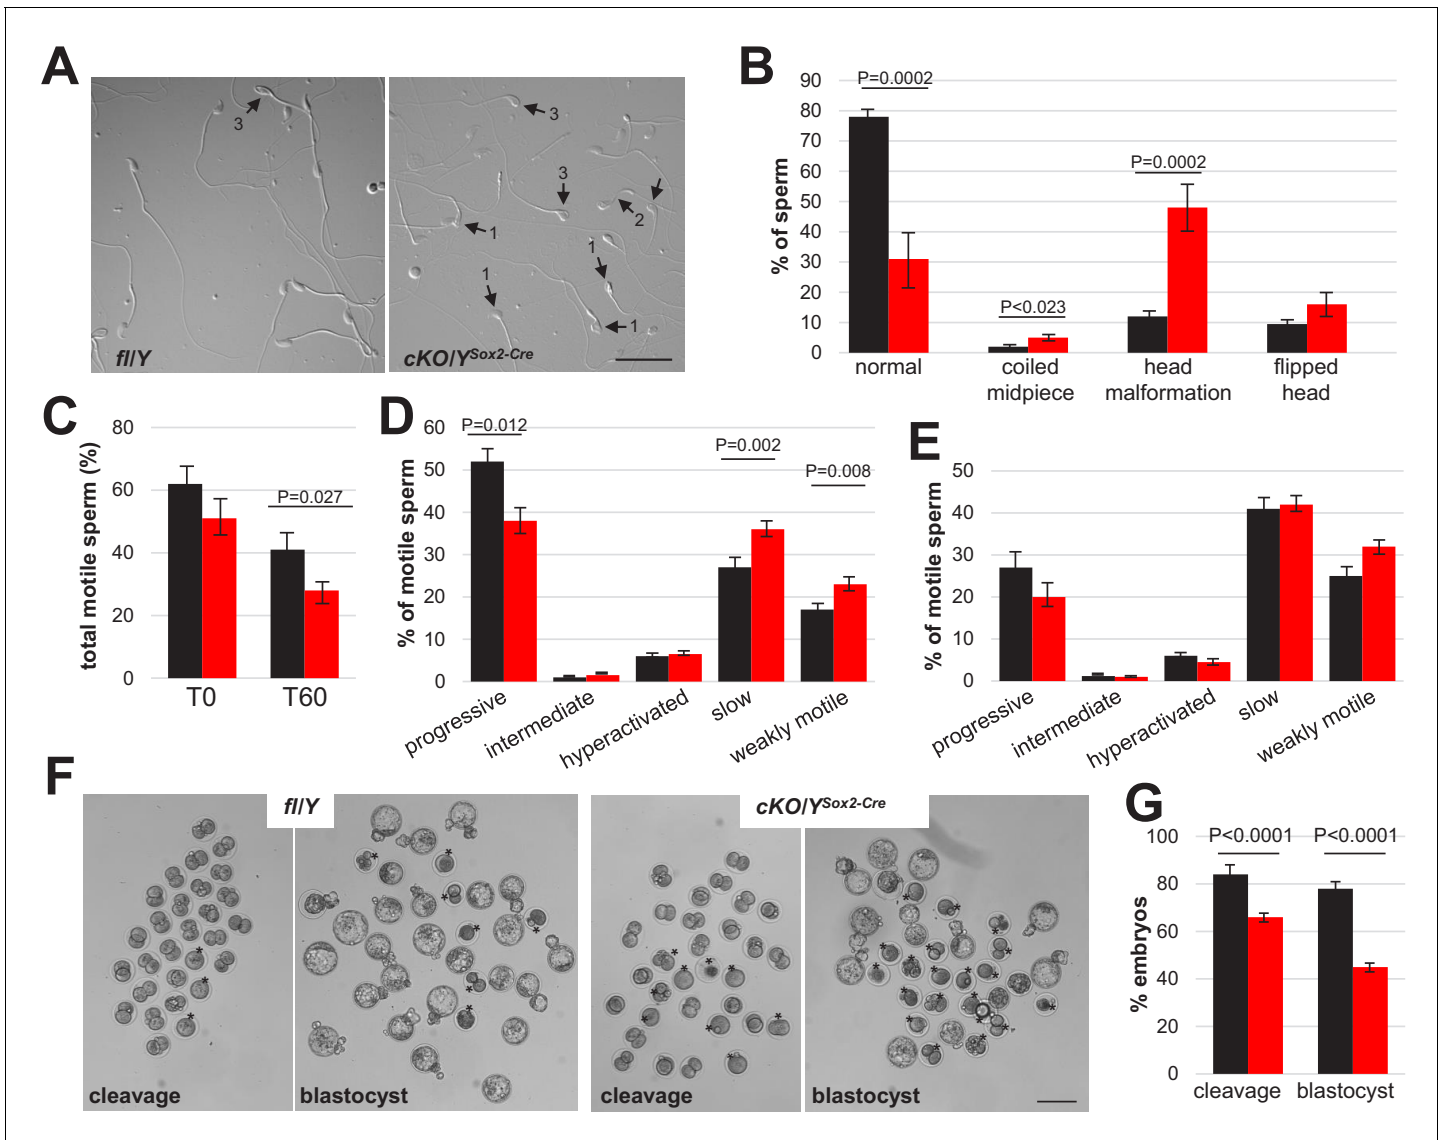 A
3
fl/Y
3
3
2
1
1
1
1
cKO/Y^Sox2-Cre
B
% of sperm
90
80
70
60
50
40
30
20
10
0
P=0.0002
P<0.023
P=0.0002
normal
coiled midpiece
head malformation
flipped head
C
total motile sperm (%)
80
60
40
20
0
P=0.027
T0
T60
D
% of motile sperm
60
50
40
30
20
10
0
P=0.012
P=0.002
P=0.008
progressive
intermediate
hyperactivated
slow
weakly motile
E
% of motile sperm
50
40
30
20
10
0
progressive
intermediate
hyperactivated
slow
weakly motile
F
fl/Y
cKO/Y^Sox2-Cre
cleavage
blastocyst
cleavage
blastocyst
G
% embryos
100
80
60
40
20
0
P<0.0001
P<0.0001
cleavage
blastocyst